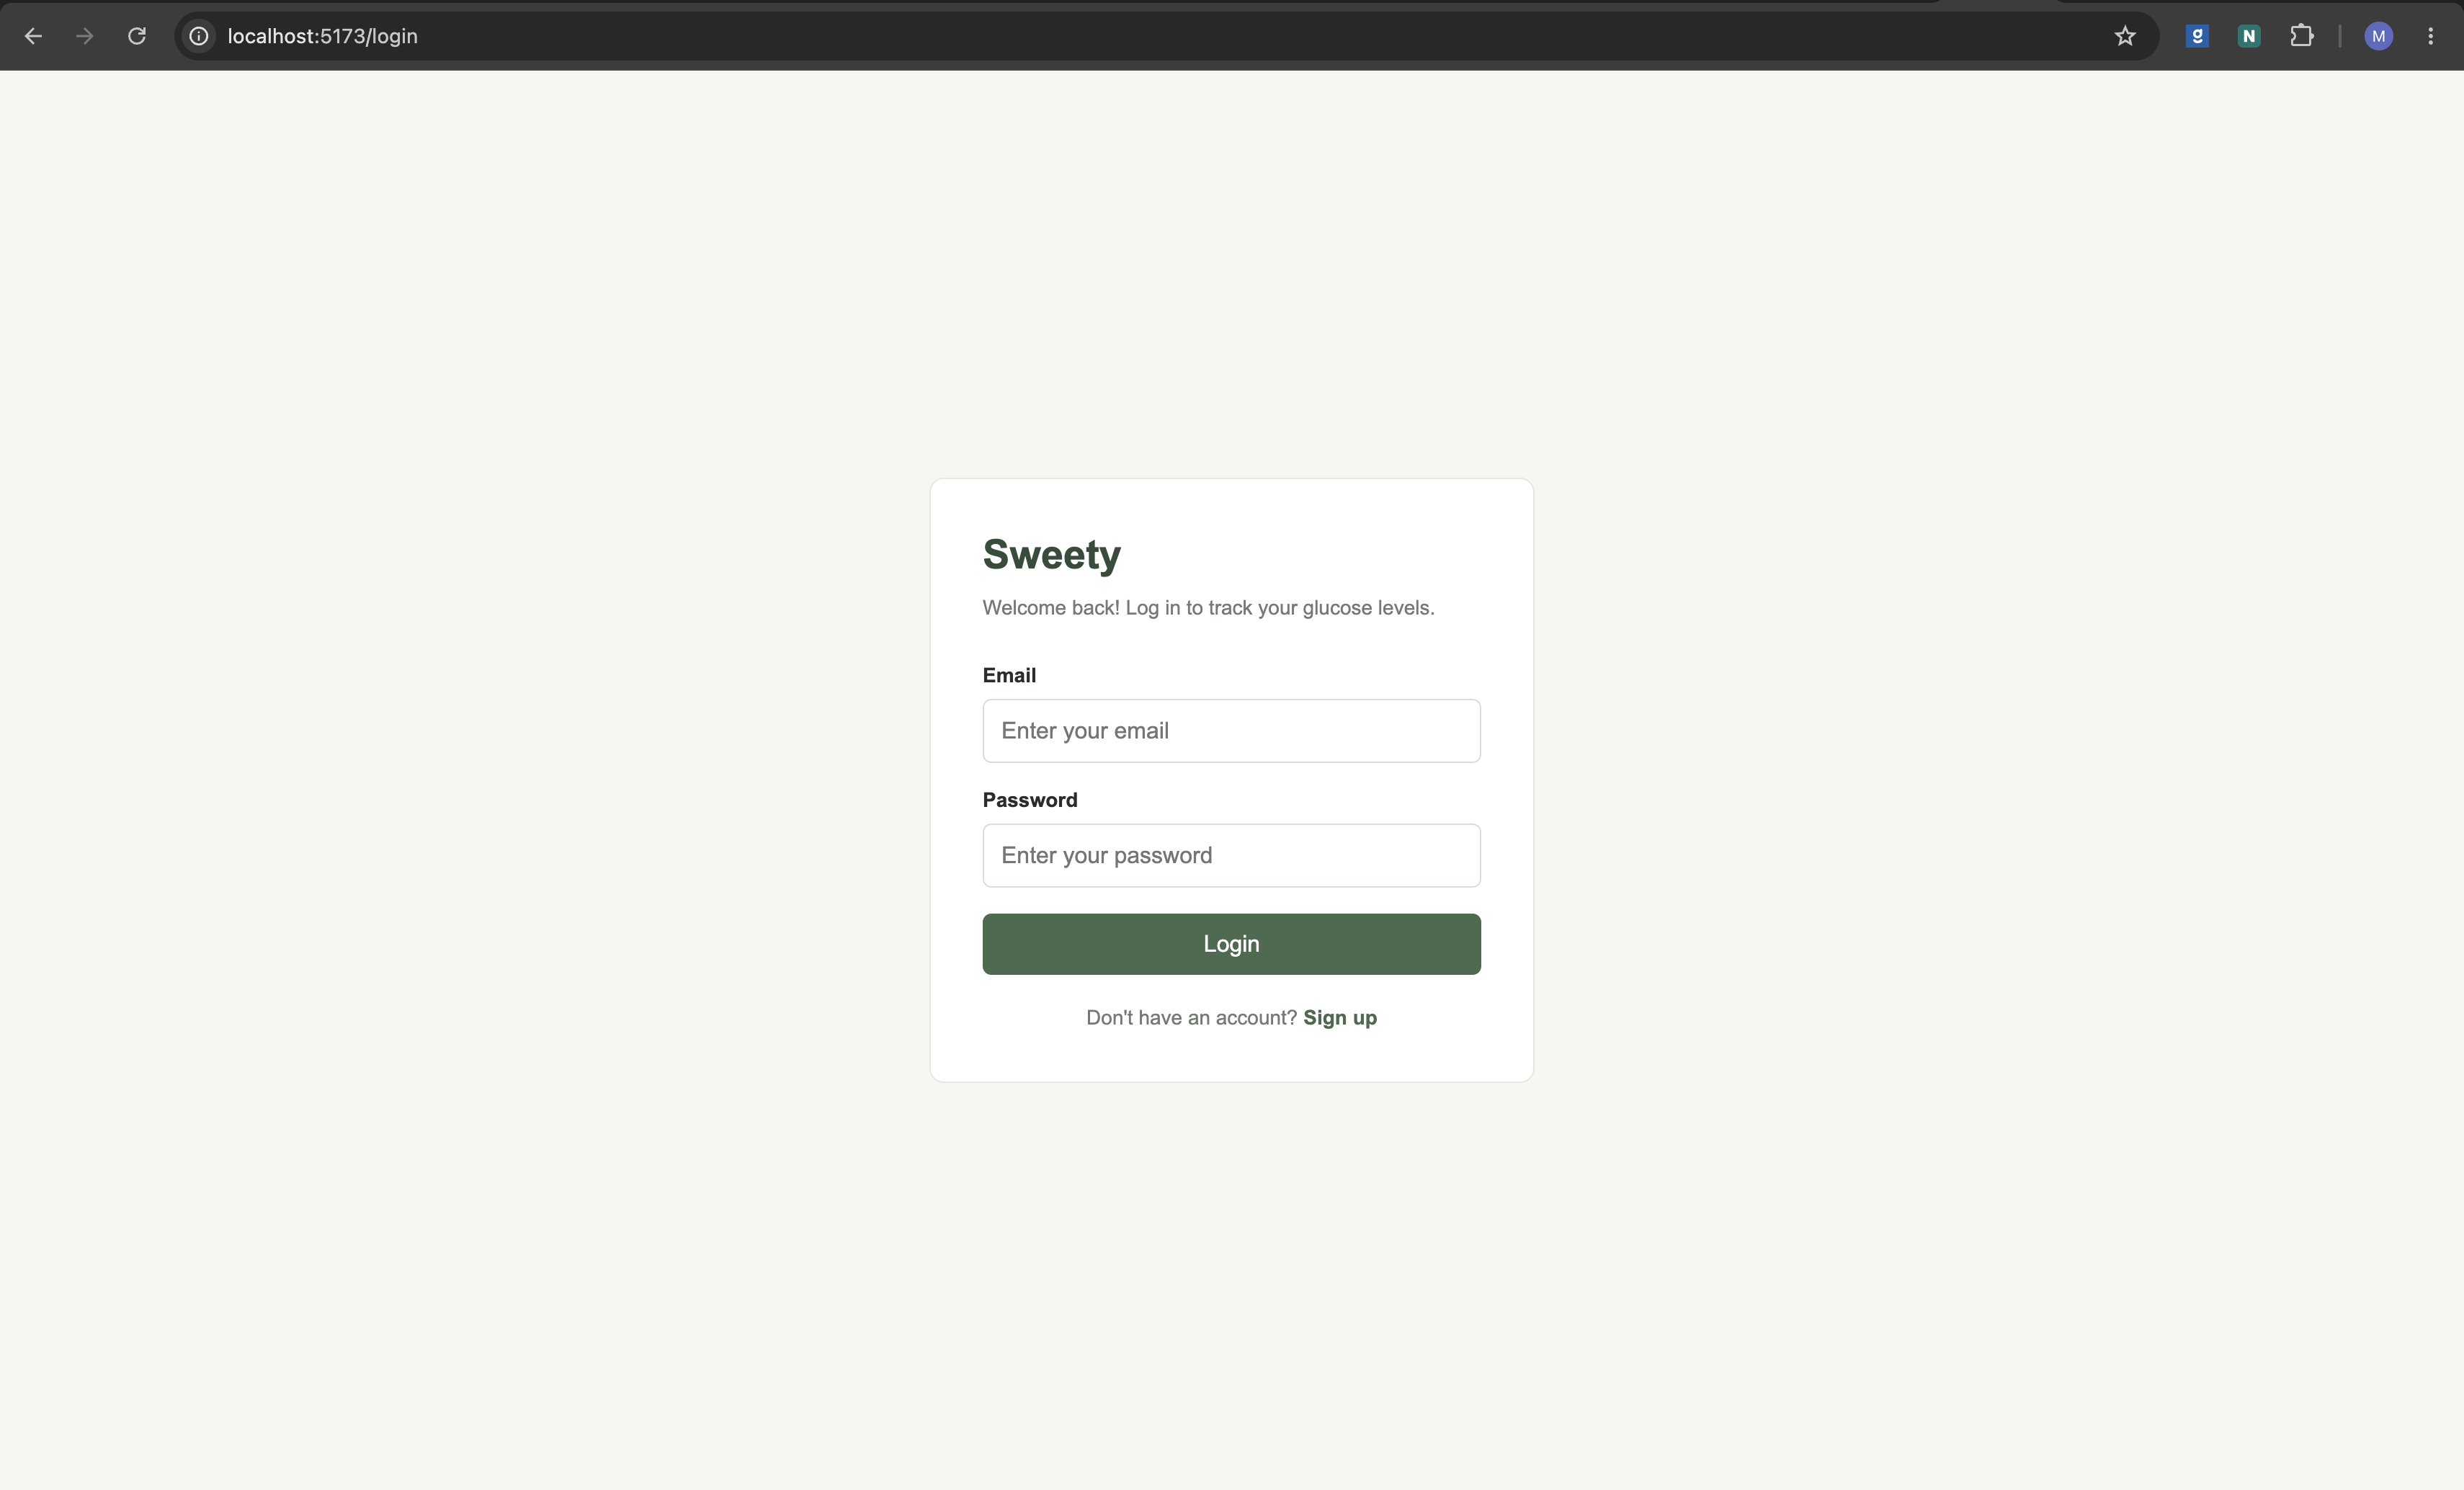 localhost:5173/login
g
N
M
Sweety
Welcome back! Log in to track your glucose levels.
Email
Enter your email
Password
Enter your password
Login
Don't have an account? Sign up